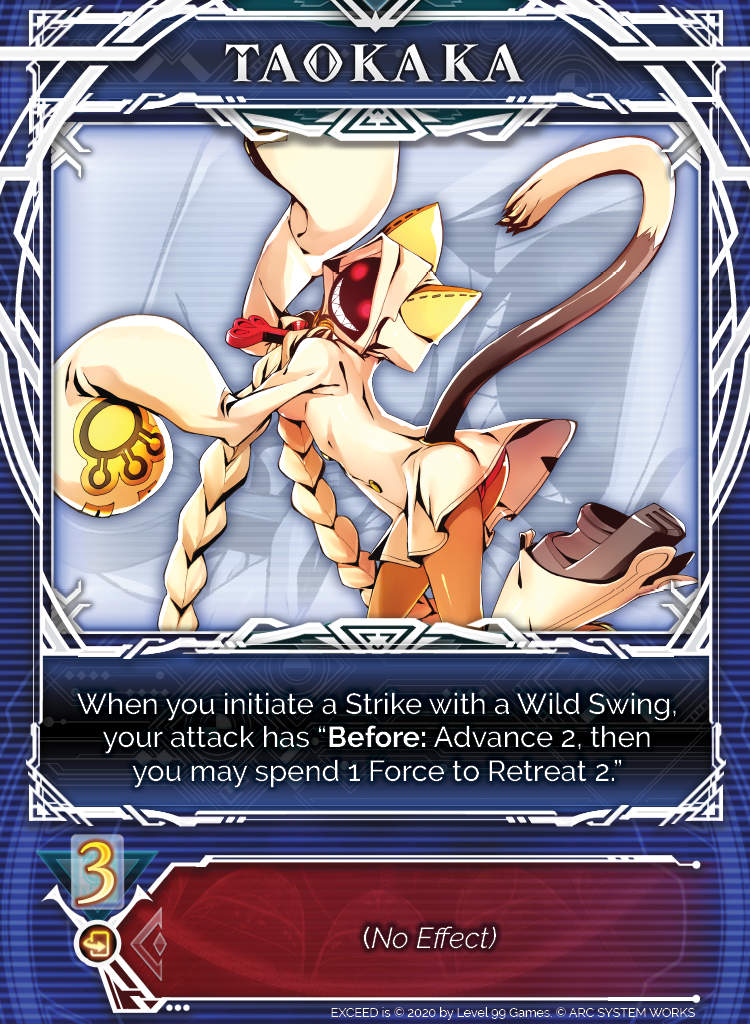 TAOKAKA
When you initiate a Strike with a Wild Swing,
your attack has “Before: Advance 2, then
you may spend 1 Force to Retreat 2.”
3
(No Effect)
EXCEED is © 2020 by Level 99 Games. © ARC SYSTEM WORKS